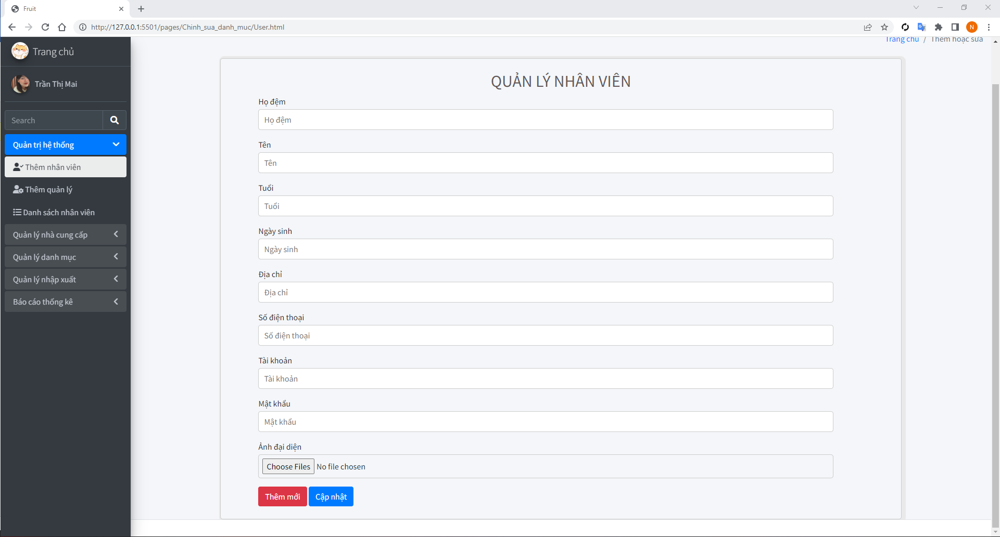 Fruit
http://127.0.0.1:5501/pages/Chinh_sua_danh_muc/User.html
N
Trang chủ
Trang chủ / Thêm hoặc sửa
Trần Thị Mai
Search
Quản trị hệ thống
Thêm nhân viên
Thêm quản lý
Danh sách nhân viên
Quản lý nhà cung cấp
Quản lý danh mục
Quản lý nhập xuất
Báo cáo thống kê
QUẢN LÝ NHÂN VIÊN
Họ đệm
Họ đệm
Tên
Tên
Tuổi
Tuổi
Ngày sinh
Ngày sinh
Địa chỉ
Địa chỉ
Số điện thoại
Số điện thoại
Tài khoản
Tài khoản
Mật khẩu
Mật khẩu
Ảnh đại diện
Choose Files No file chosen
Thêm mới Cập nhật